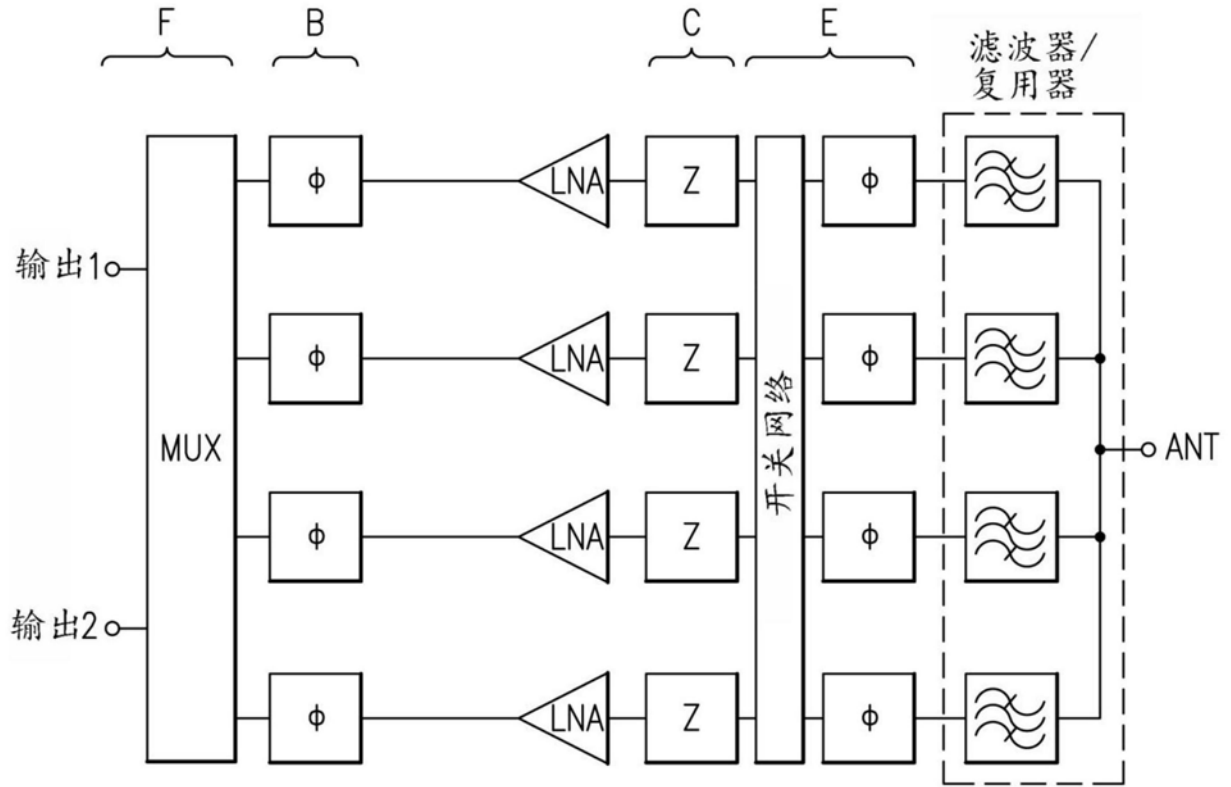 F B C E
滤波器/
复用器
Φ LNA Z Φ
输出1
Φ LNA Z Φ
MUX
开关网络
ANT
Φ LNA Z Φ
输出2
Φ LNA Z Φ